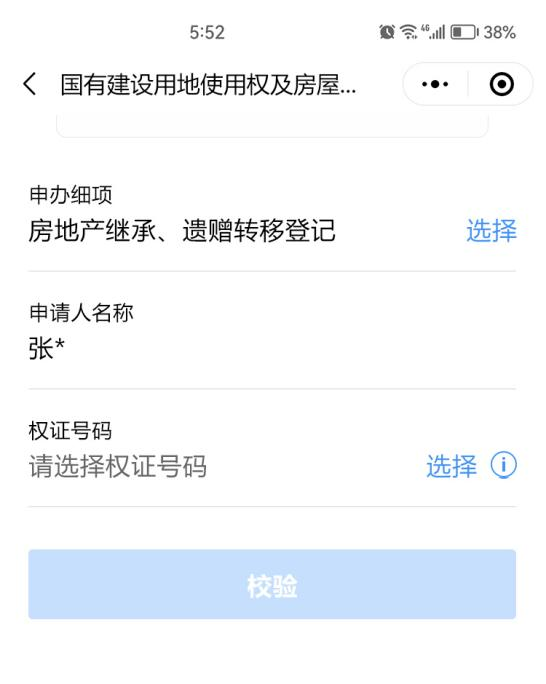 5:52
4G 38%
国有建设用地使用权及房屋...
申办细项
房地产继承、遗赠转移登记 选择
申请人名称
张*
权证号码
请选择权证号码 选择
校验